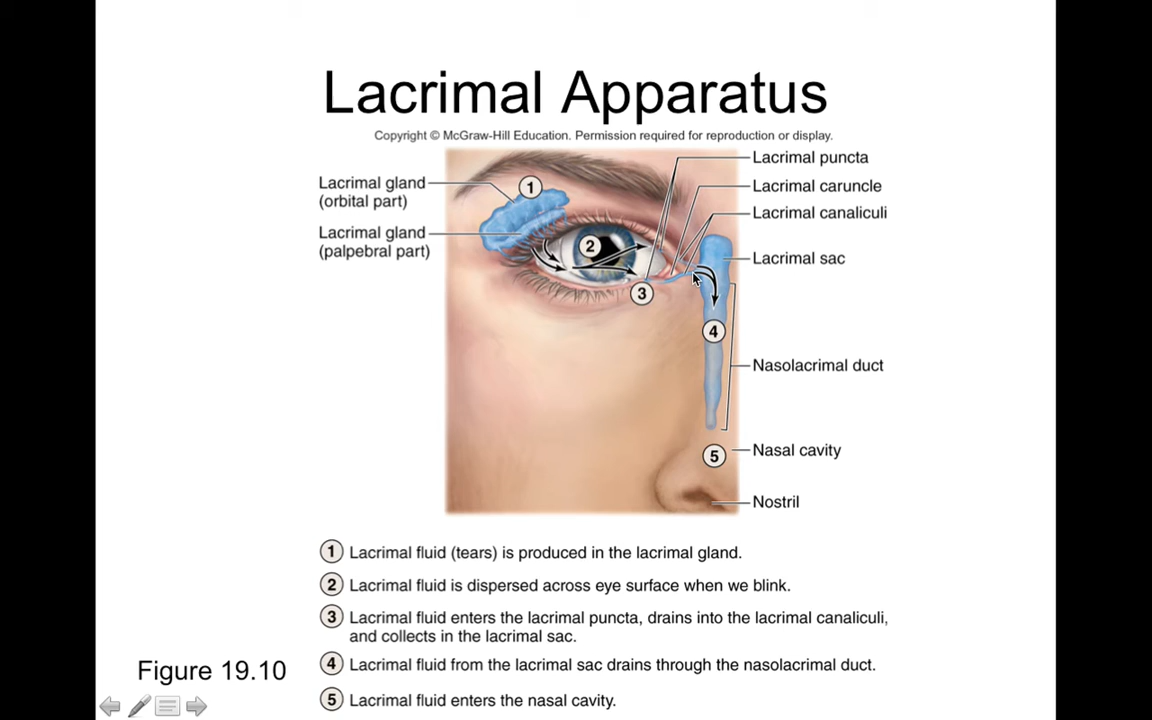 Lacrimal Apparatus
Copyright © McGraw-Hill Education. Permission required for reproduction or display.
Lacrimal gland
(orbital part)
Lacrimal gland
(palpebral part)
1
2
3
4
5
Lacrimal puncta
Lacrimal caruncle
Lacrimal canaliculi
Lacrimal sac
Nasolacrimal duct
Nasal cavity
Nostril
1 Lacrimal fluid (tears) is produced in the lacrimal gland.
2 Lacrimal fluid is dispersed across eye surface when we blink.
3 Lacrimal fluid enters the lacrimal puncta, drains into the lacrimal canaliculi,
and collects in the lacrimal sac.
4 Lacrimal fluid from the lacrimal sac drains through the nasolacrimal duct.
5 Lacrimal fluid enters the nasal cavity.
Figure 19.10